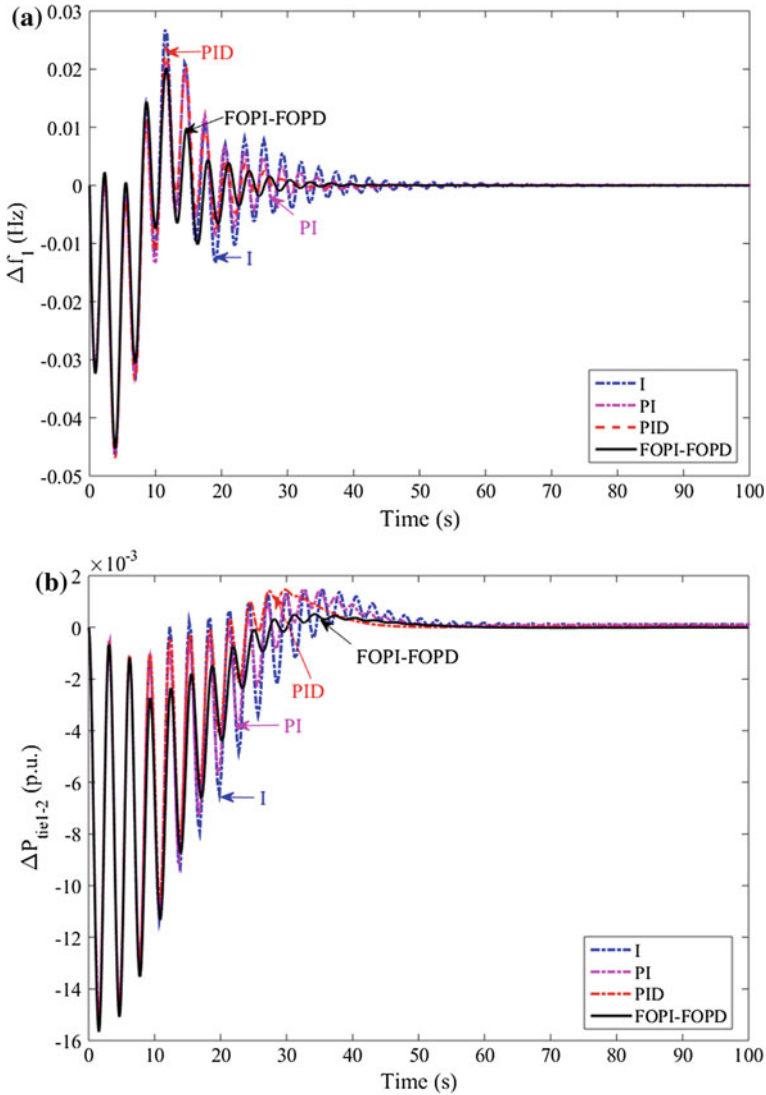 (a)
0.03
0.02
0.01
0
-0.01
-0.02
-0.03
-0.04
-0.05
Δf1 (Hz)
PID
FOPI-FOPD
PI
I
I
PI
PID
FOPI-FOPD
0 10 20 30 40 50 60 70 80 90 100
Time (s)
(b)
×10-3
2
0
-2
-4
-6
-8
-10
-12
-14
-16
ΔPtie1-2 (p.u.)
FOPI-FOPD
PID
PI
I
I
PI
PID
FOPI-FOPD
0 10 20 30 40 50 60 70 80 90 100
Time (s)